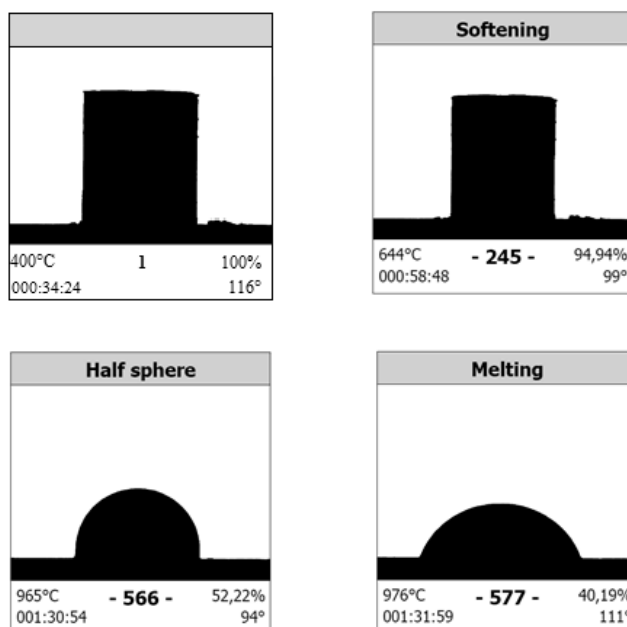 400°C 1 100%
000:34:24 116°
Softening
644°C - 245 - 94,94%
000:58:48 99°
Half sphere
965°C - 566 - 52,22%
001:30:54 94°
Melting
976°C - 577 - 40,19%
001:31:59 111°